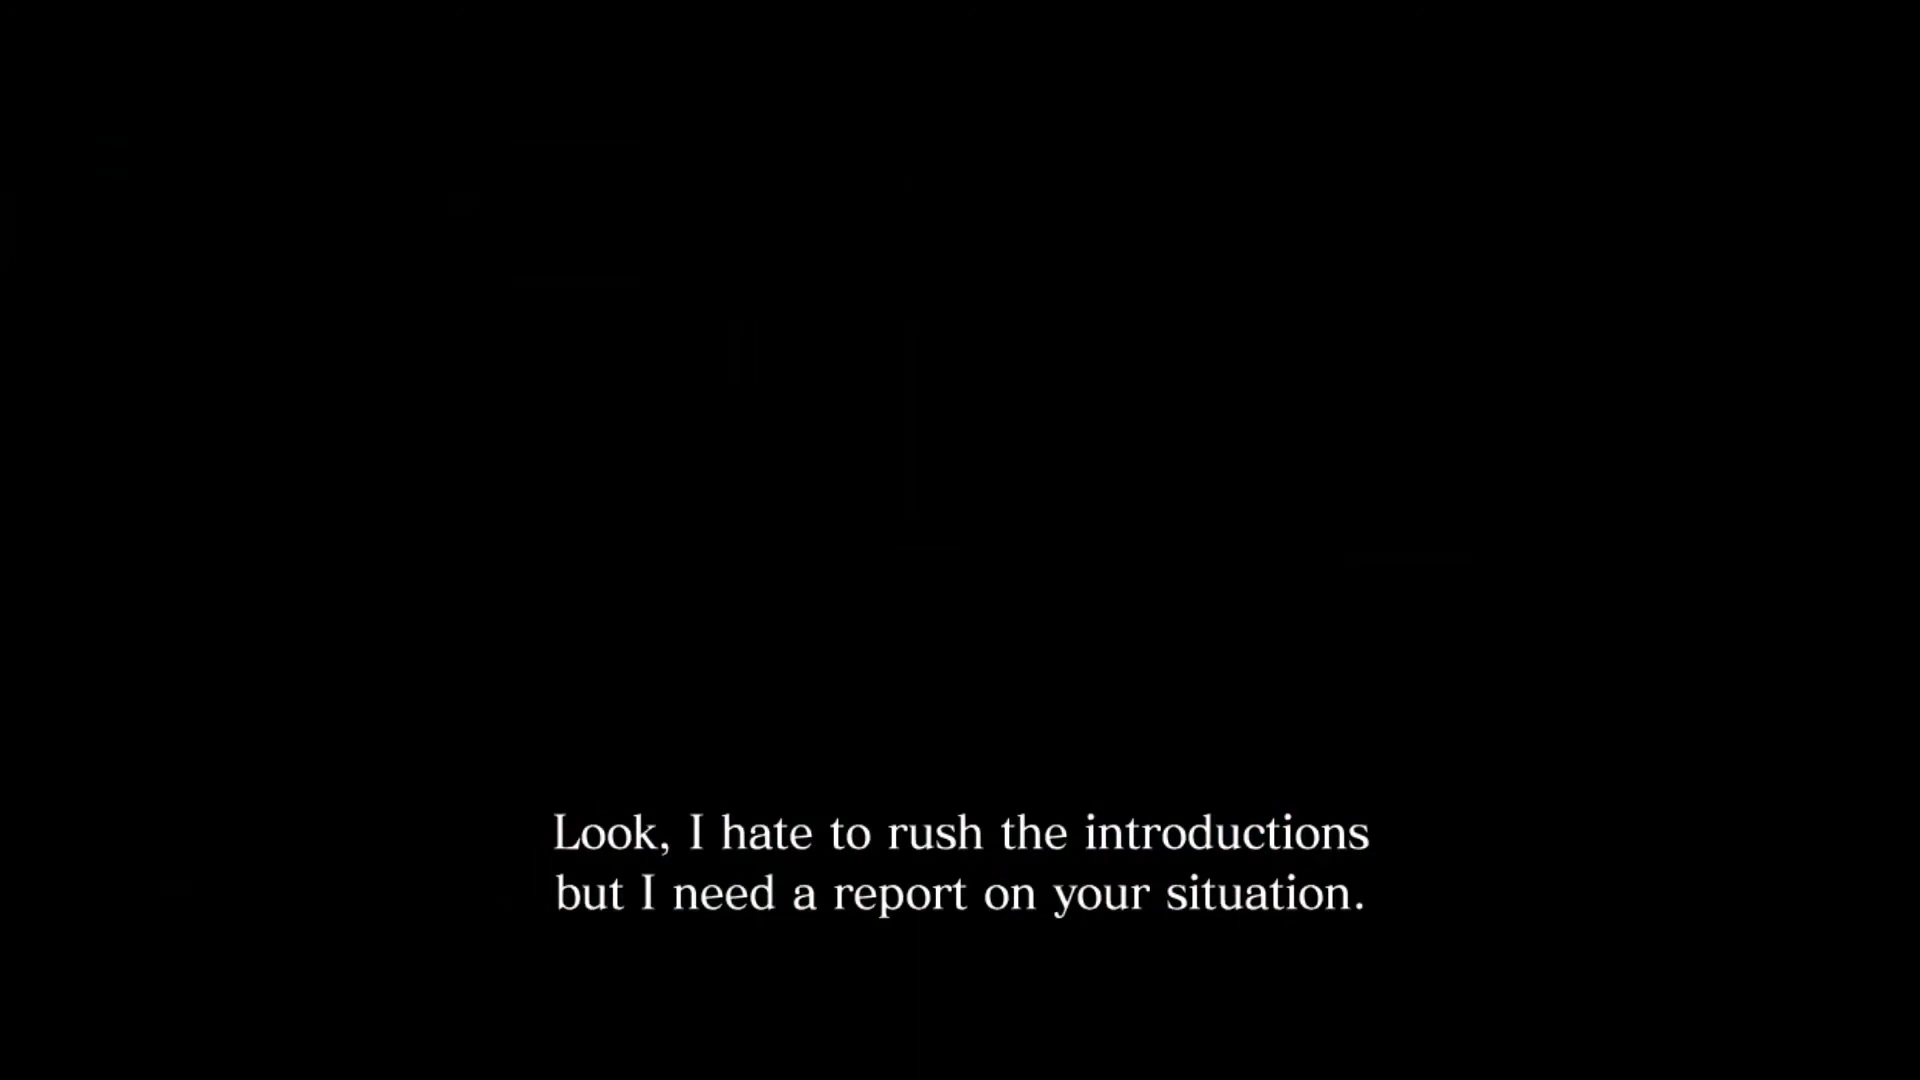 Look, I hate to rush the introductions
but I need a report on your situation.